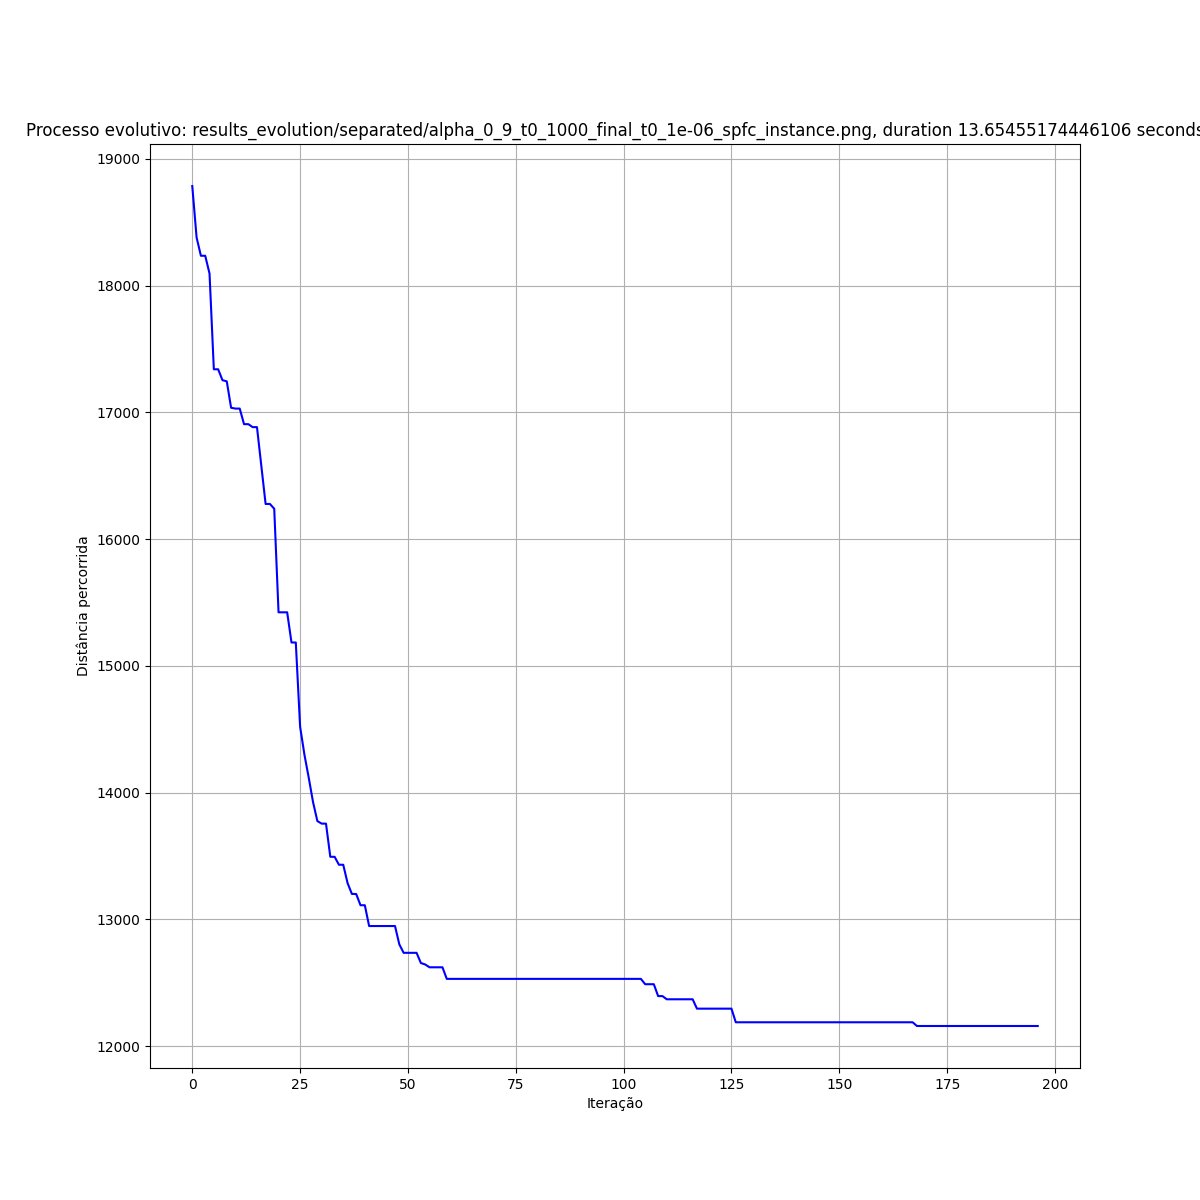 Processo evolutivo: results_evolution/separated/alpha_0_9_t0_1000_final_t0_1e-06_spfc_instance.png, duration 13.65455174446106 seconds
19000
18000
17000
16000
15000
14000
13000
12000
Distância percorrida
0 25 50 75 100 125 150 175 200
Iteração